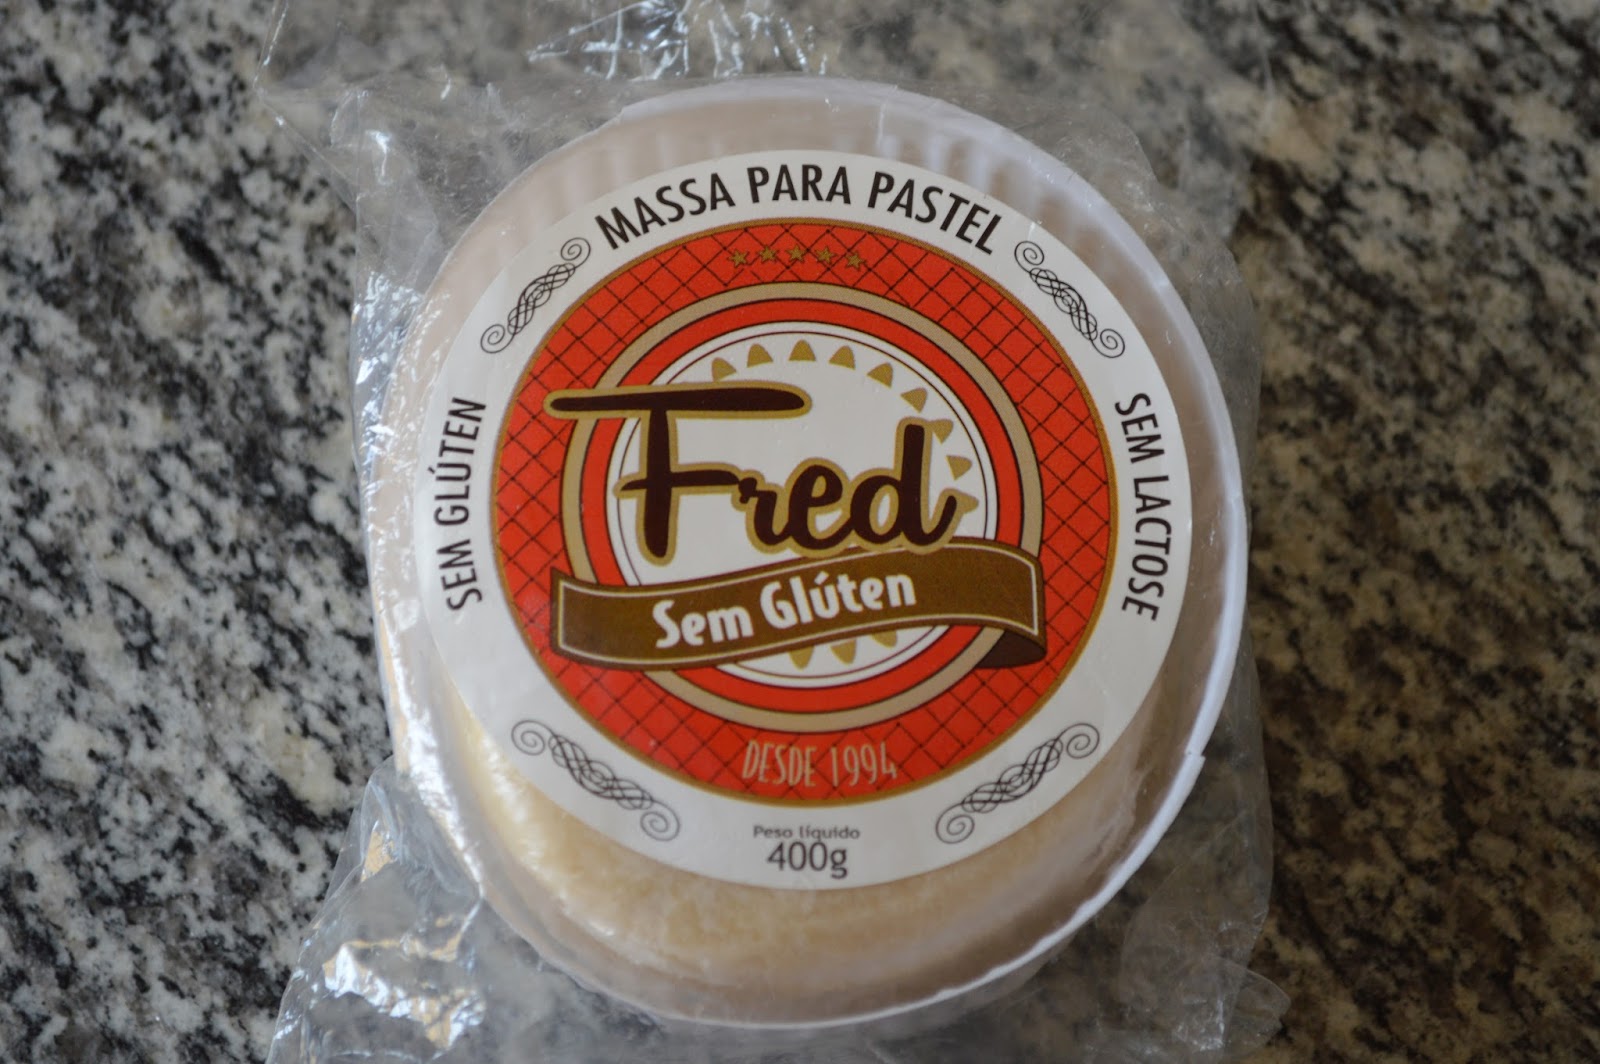 MASSA PARA PASTEL
SEM GLÚTEN
SEM LACTOSE
Fred
Sem Glúten
DESDE 1994
Peso líquido
400g